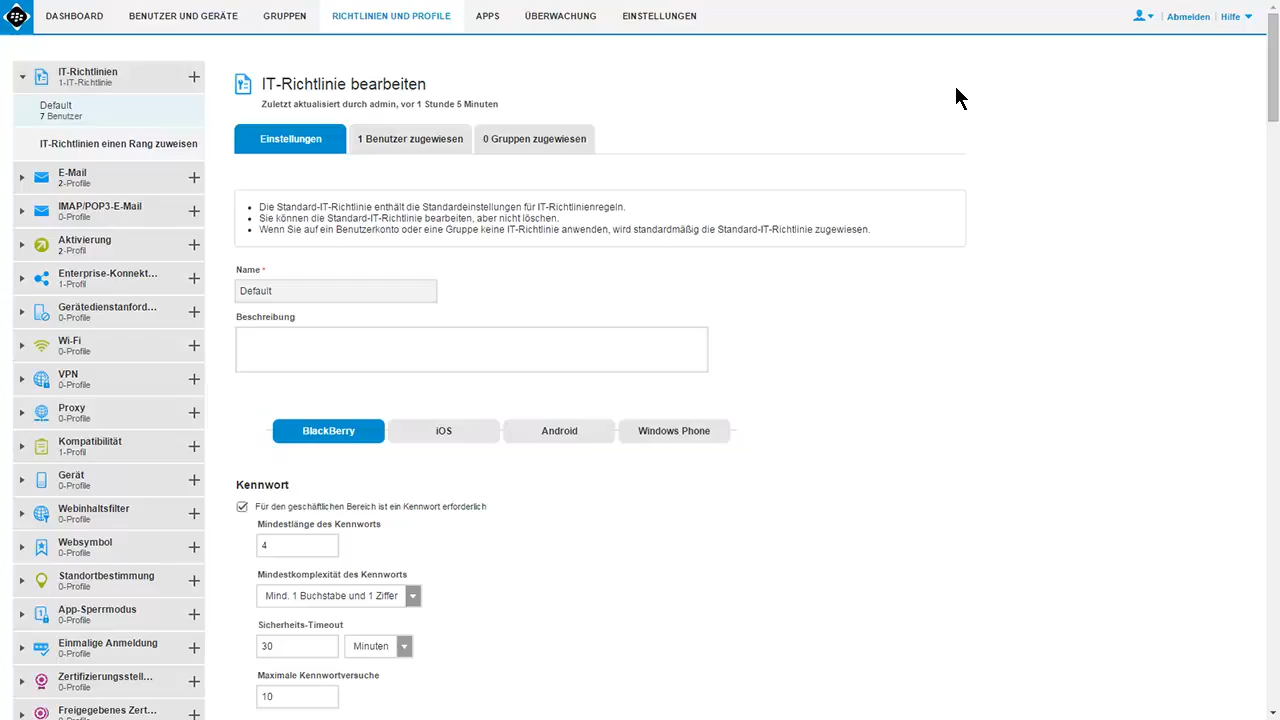 DASHBOARD
BENUTZER UND GERÄTE
GRUPPEN
RICHTLINIEN UND PROFILE
APPS
ÜBERWACHUNG
EINSTELLUNGEN
Abmelden
Hilfe
IT-Richtlinien
1-IT-Richtlinie
Default
7 Benutzer
IT-Richtlinien einen Rang zuweisen
E-Mail
2-Profile
IMAP/POP3-E-Mail
0-Profile
Aktivierung
2-Profil
Enterprise-Konnekt...
1-Profil
Gerätedienstanford...
0-Profile
Wi-Fi
0-Profile
VPN
0-Profile
Proxy
0-Profile
Kompatibilität
1-Profil
Gerät
0-Profile
Webinhaltsfilter
0-Profile
Websymbol
0-Profile
Standortbestimmung
0-Profile
App-Sperrmodus
0-Profile
Einmalige Anmeldung
0-Profile
Zertifizierungsstell...
0-Profile
Freigegebenes Zert...
0-Profile
IT-Richtlinie bearbeiten
Zuletzt aktualisiert durch admin, vor 1 Stunde 5 Minuten
Einstellungen
1 Benutzer zugewiesen
0 Gruppen zugewiesen
• Die Standard-IT-Richtlinie enthält die Standardeinstellungen für IT-Richtlinienregeln.
• Sie können die Standard-IT-Richtlinie bearbeiten, aber nicht löschen.
• Wenn Sie auf ein Benutzerkonto oder eine Gruppe keine IT-Richtlinie anwenden, wird standardmäßig die Standard-IT-Richtlinie zugewiesen.
Name *
Default
Beschreibung
BlackBerry
iOS
Android
Windows Phone
Kennwort
Für den geschäftlichen Bereich ist ein Kennwort erforderlich
Mindestlänge des Kennworts
4
Mindestkomplexität des Kennworts
Mind. 1 Buchstabe und 1 Ziffer
Sicherheits-Timeout
30
Minuten
Maximale Kennwortversuche
10